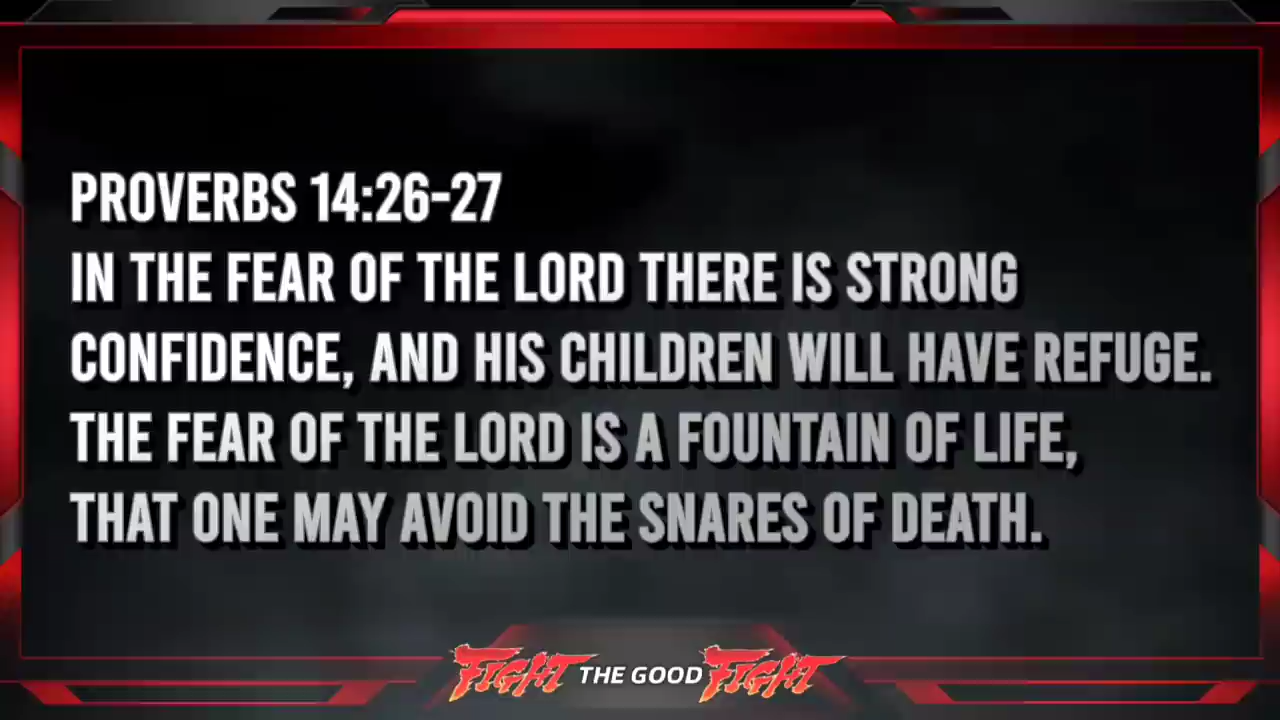 PROVERBS 14:26-27
IN THE FEAR OF THE LORD THERE IS STRONG
CONFIDENCE, AND HIS CHILDREN WILL HAVE REFUGE.
THE FEAR OF THE LORD IS A FOUNTAIN OF LIFE,
THAT ONE MAY AVOID THE SNARES OF DEATH.
FIGHT THE GOOD FIGHT